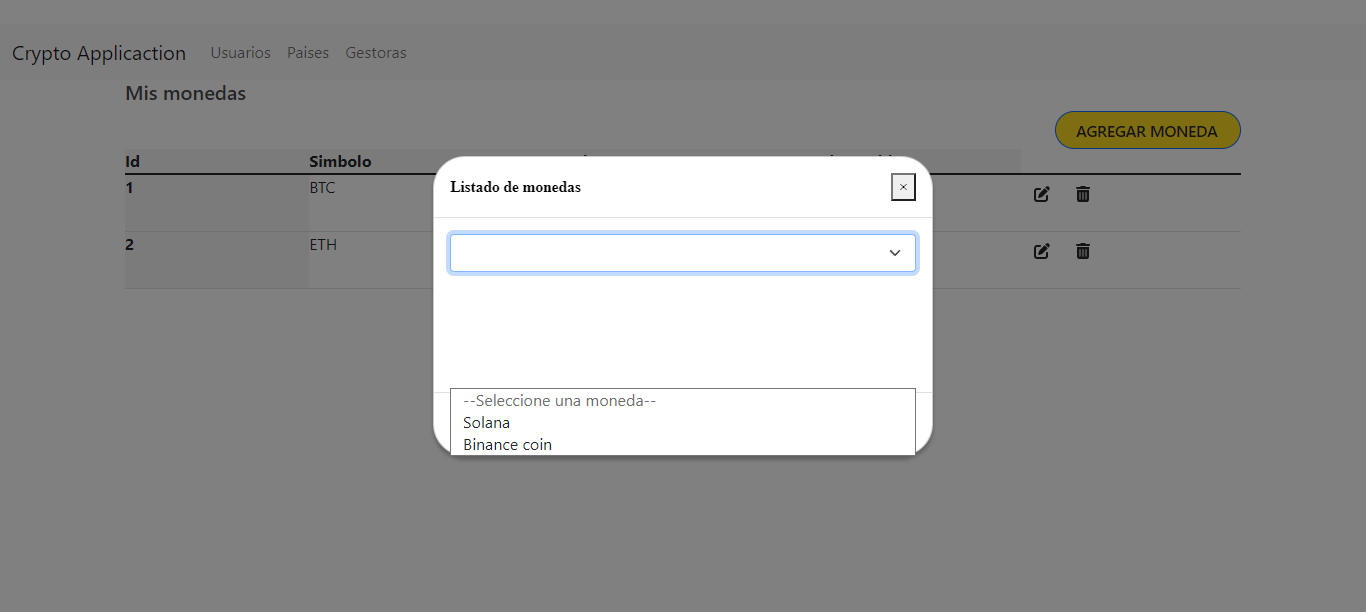 Crypto Applicaction Usuarios Paises Gestoras
Mis monedas
AGREGAR MONEDA
Id Simbolo
Listado de monedas ×
1 BTC
2 ETH
--Seleccione una moneda--
Solana
Binance coin